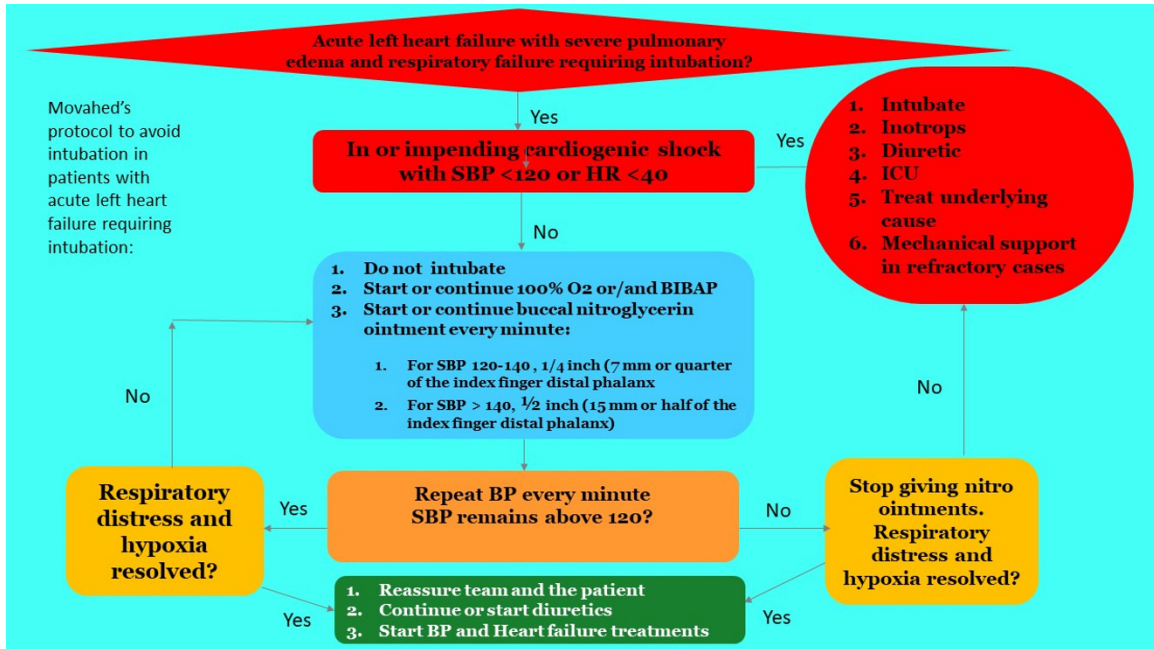 Acute left heart failure with severe pulmonary
edema and respiratory failure requiring intubation?
Movahed's
protocol to avoid
intubation in
patients with
acute left heart
failure requiring
intubation:
Yes
In or impending cardiogenic shock
with SBP <120 or HR <40
Yes
1. Intubate
2. Inotrops
3. Diuretic
4. ICU
5. Treat underlying
cause
6. Mechanical support
in refractory cases
No
1. Do not intubate
2. Start or continue 100% O2 or/and BIBAP
3. Start or continue buccal nitroglycerin
ointment every minute:
1. For SBP 120-140 , 1/4 inch (7 mm or quarter
of the index finger distal phalanx
2. For SBP > 140, ½ inch (15 mm or half of the
index finger distal phalanx)
No
No
Respiratory
distress and
hypoxia
resolved?
Yes
Repeat BP every minute
SBP remains above 120?
No
Stop giving nitro
ointments.
Respiratory
distress and
hypoxia resolved?
Yes
1. Reassure team and the patient
2. Continue or start diuretics
3. Start BP and Heart failure treatments
Yes